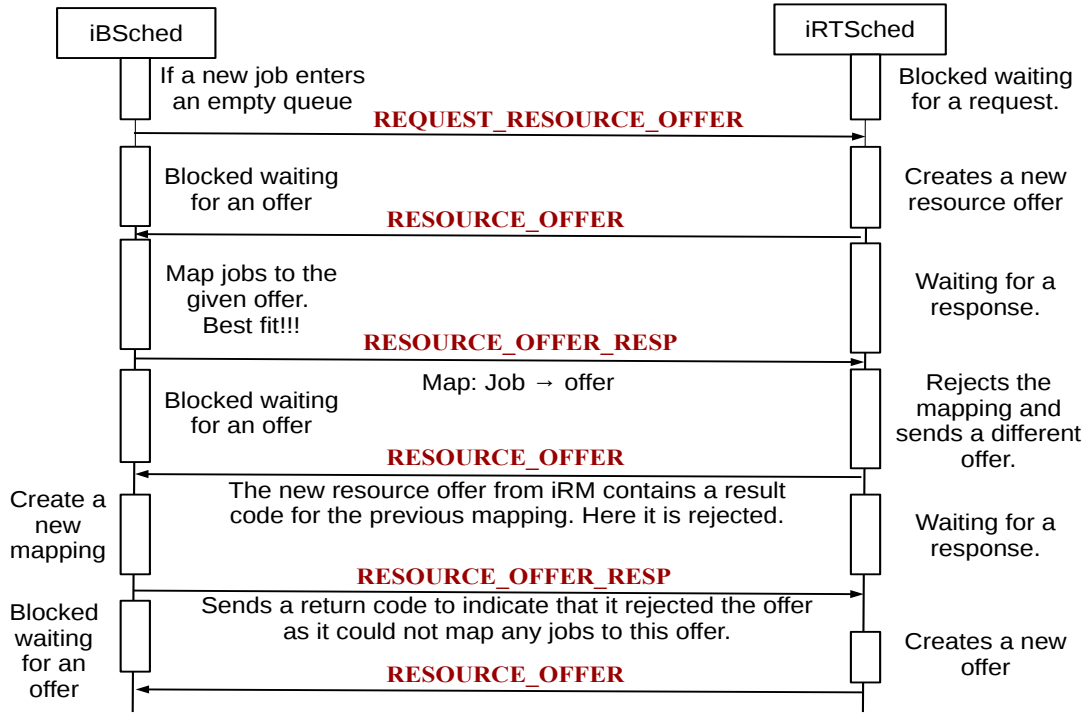 iBSched
iRTSched
If a new job enters
an empty queue
Blocked waiting
for a request.
REQUEST_RESOURCE_OFFER
Blocked waiting
for an offer
Creates a new
resource offer
RESOURCE_OFFER
Map jobs to the
given offer.
Best fit!!!
Waiting for a
response.
RESOURCE_OFFER_RESP
Map: Job → offer
Blocked waiting
for an offer
Rejects the
mapping and
sends a different
offer.
RESOURCE_OFFER
The new resource offer from iRM contains a result
code for the previous mapping. Here it is rejected.
Create a
new
mapping
Waiting for a
response.
RESOURCE_OFFER_RESP
Sends a return code to indicate that it rejected the offer
as it could not map any jobs to this offer.
Blocked
waiting
for an
offer
Creates a new
offer
RESOURCE_OFFER